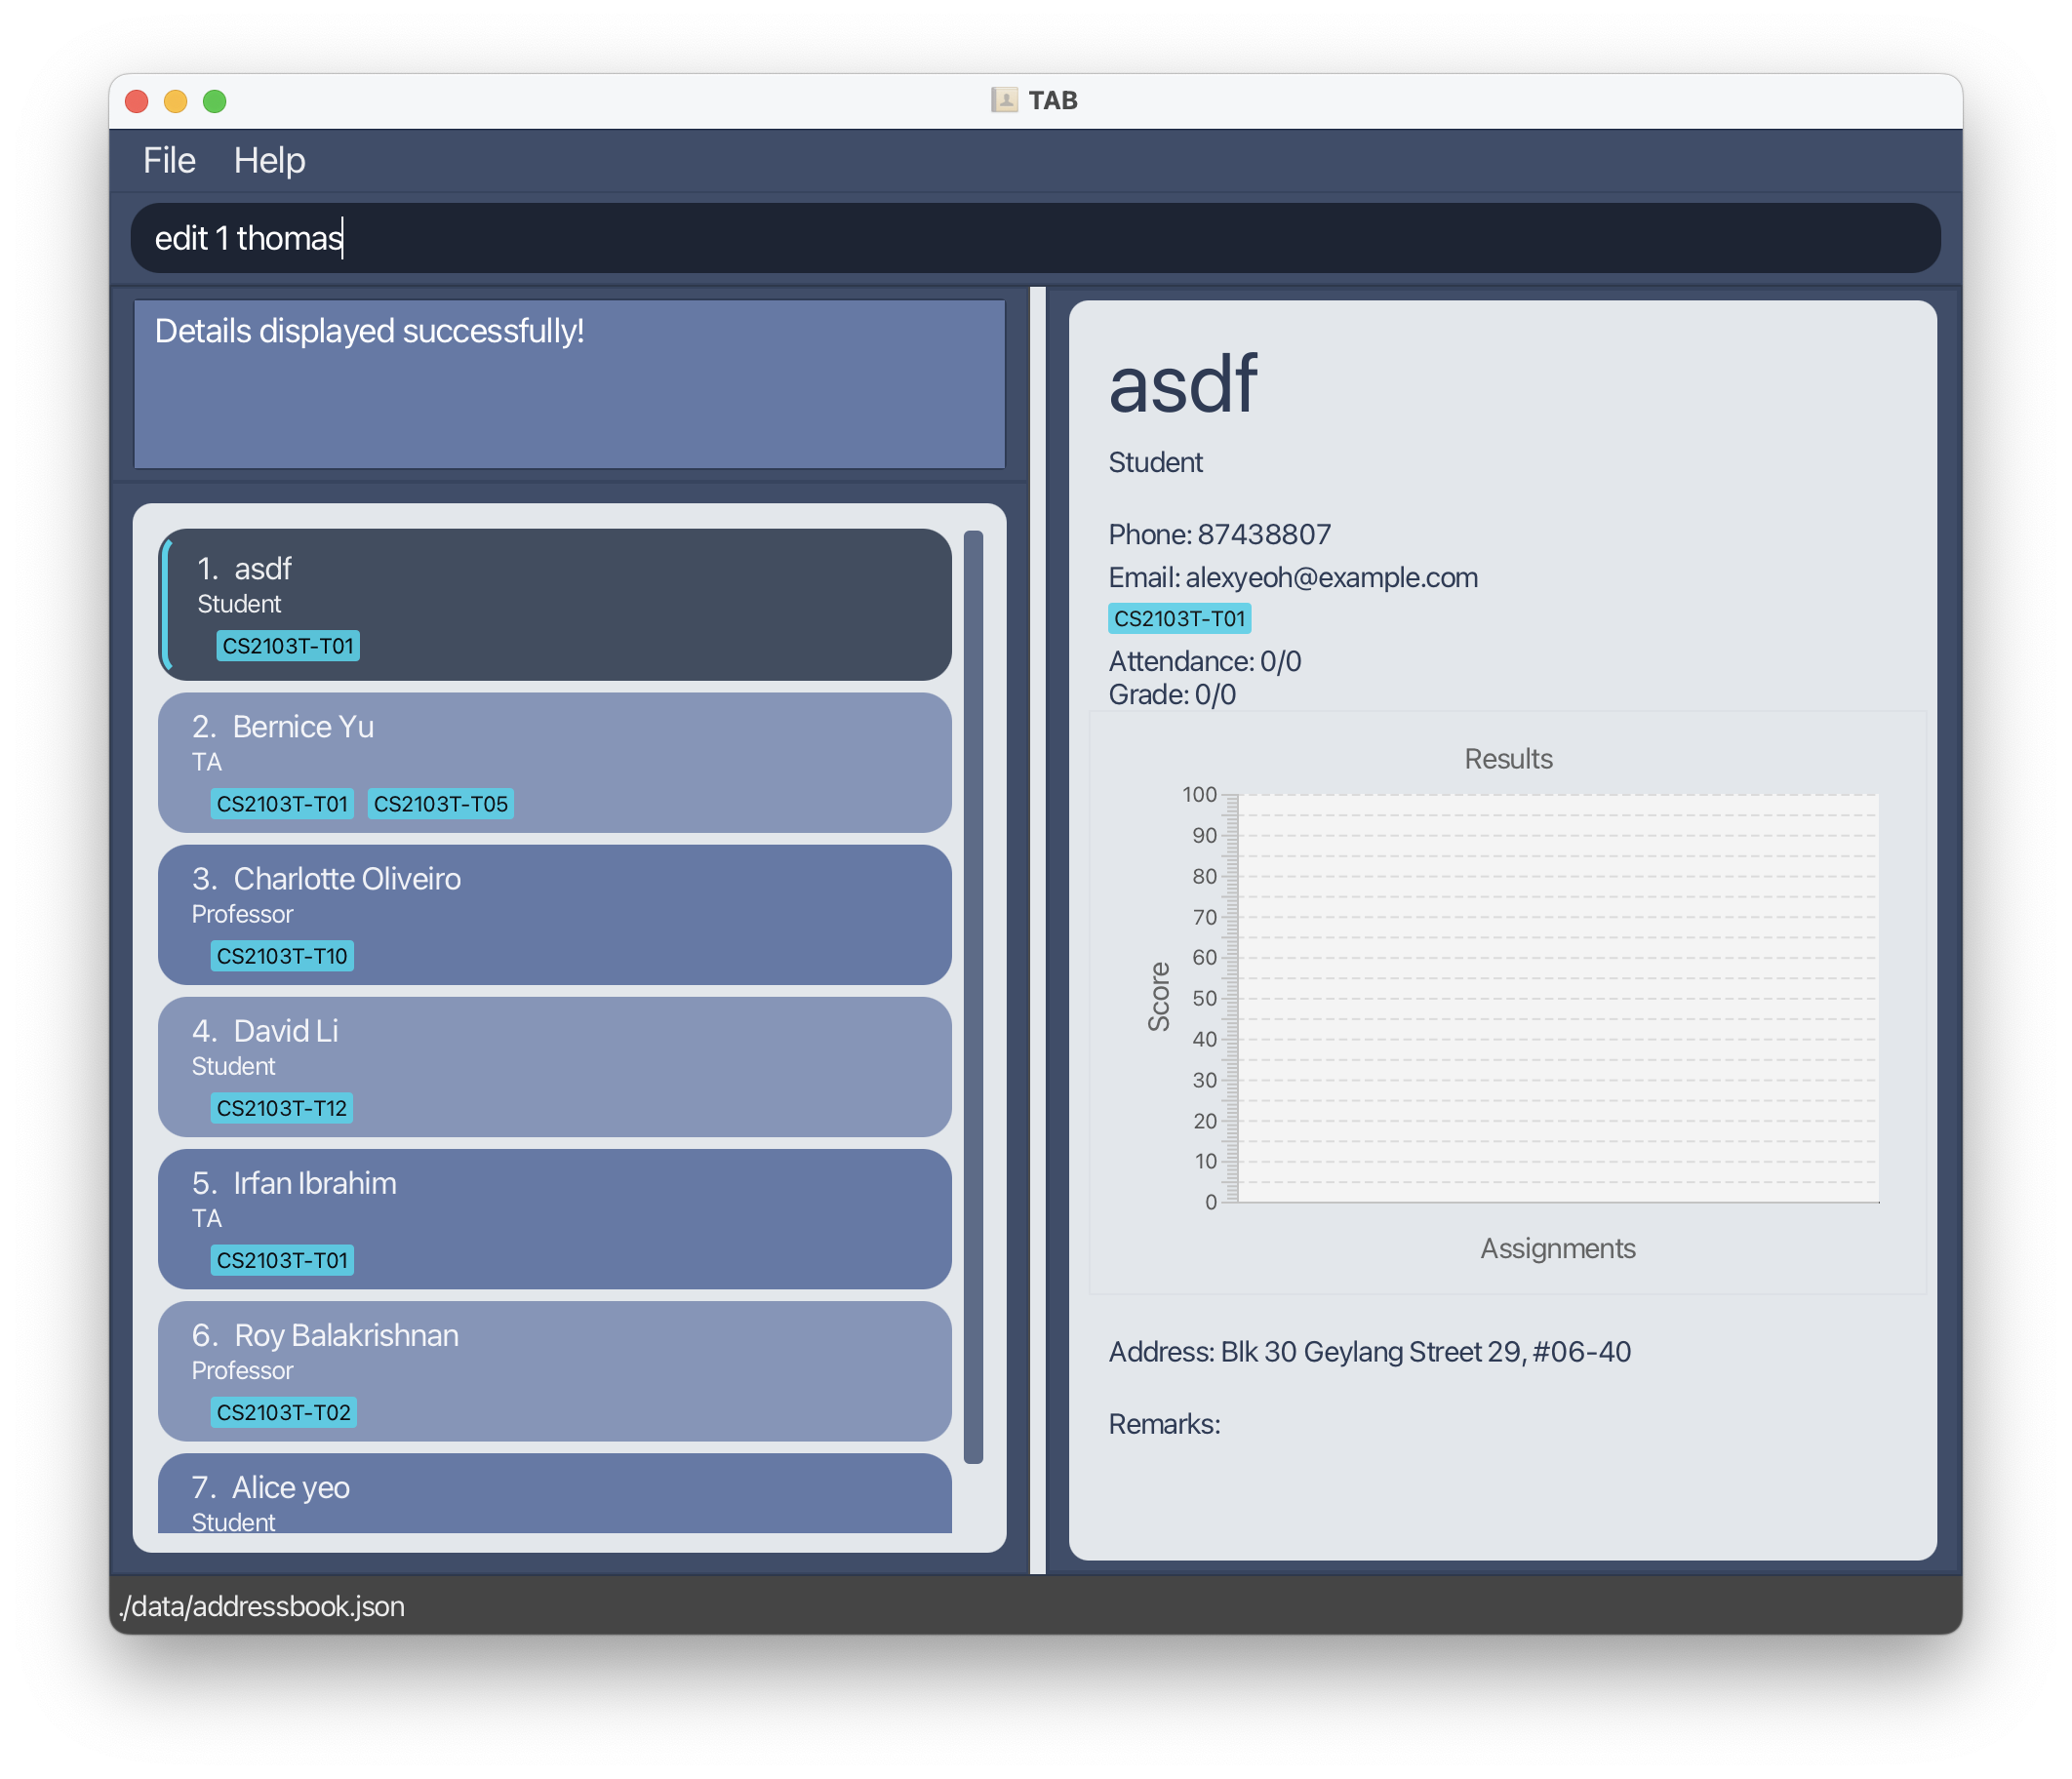 TAB
File Help
edit 1 thomas
Details displayed successfully!
1. asdf
Student
CS2103T-T01
2. Bernice Yu
TA
CS2103T-T01 CS2103T-T05
3. Charlotte Oliveiro
Professor
CS2103T-T10
4. David Li
Student
CS2103T-T12
5. Irfan Ibrahim
TA
CS2103T-T01
6. Roy Balakrishnan
Professor
CS2103T-T02
7. Alice yeo
Student
asdf
Student
Phone: 87438807
Email: alexyeoh@example.com
CS2103T-T01
Attendance: 0/0
Grade: 0/0
Results
100
90
80
70
60
50
40
30
20
10
0
Score
Assignments
Address: Blk 30 Geylang Street 29, #06-40
Remarks:
./data/addressbook.json